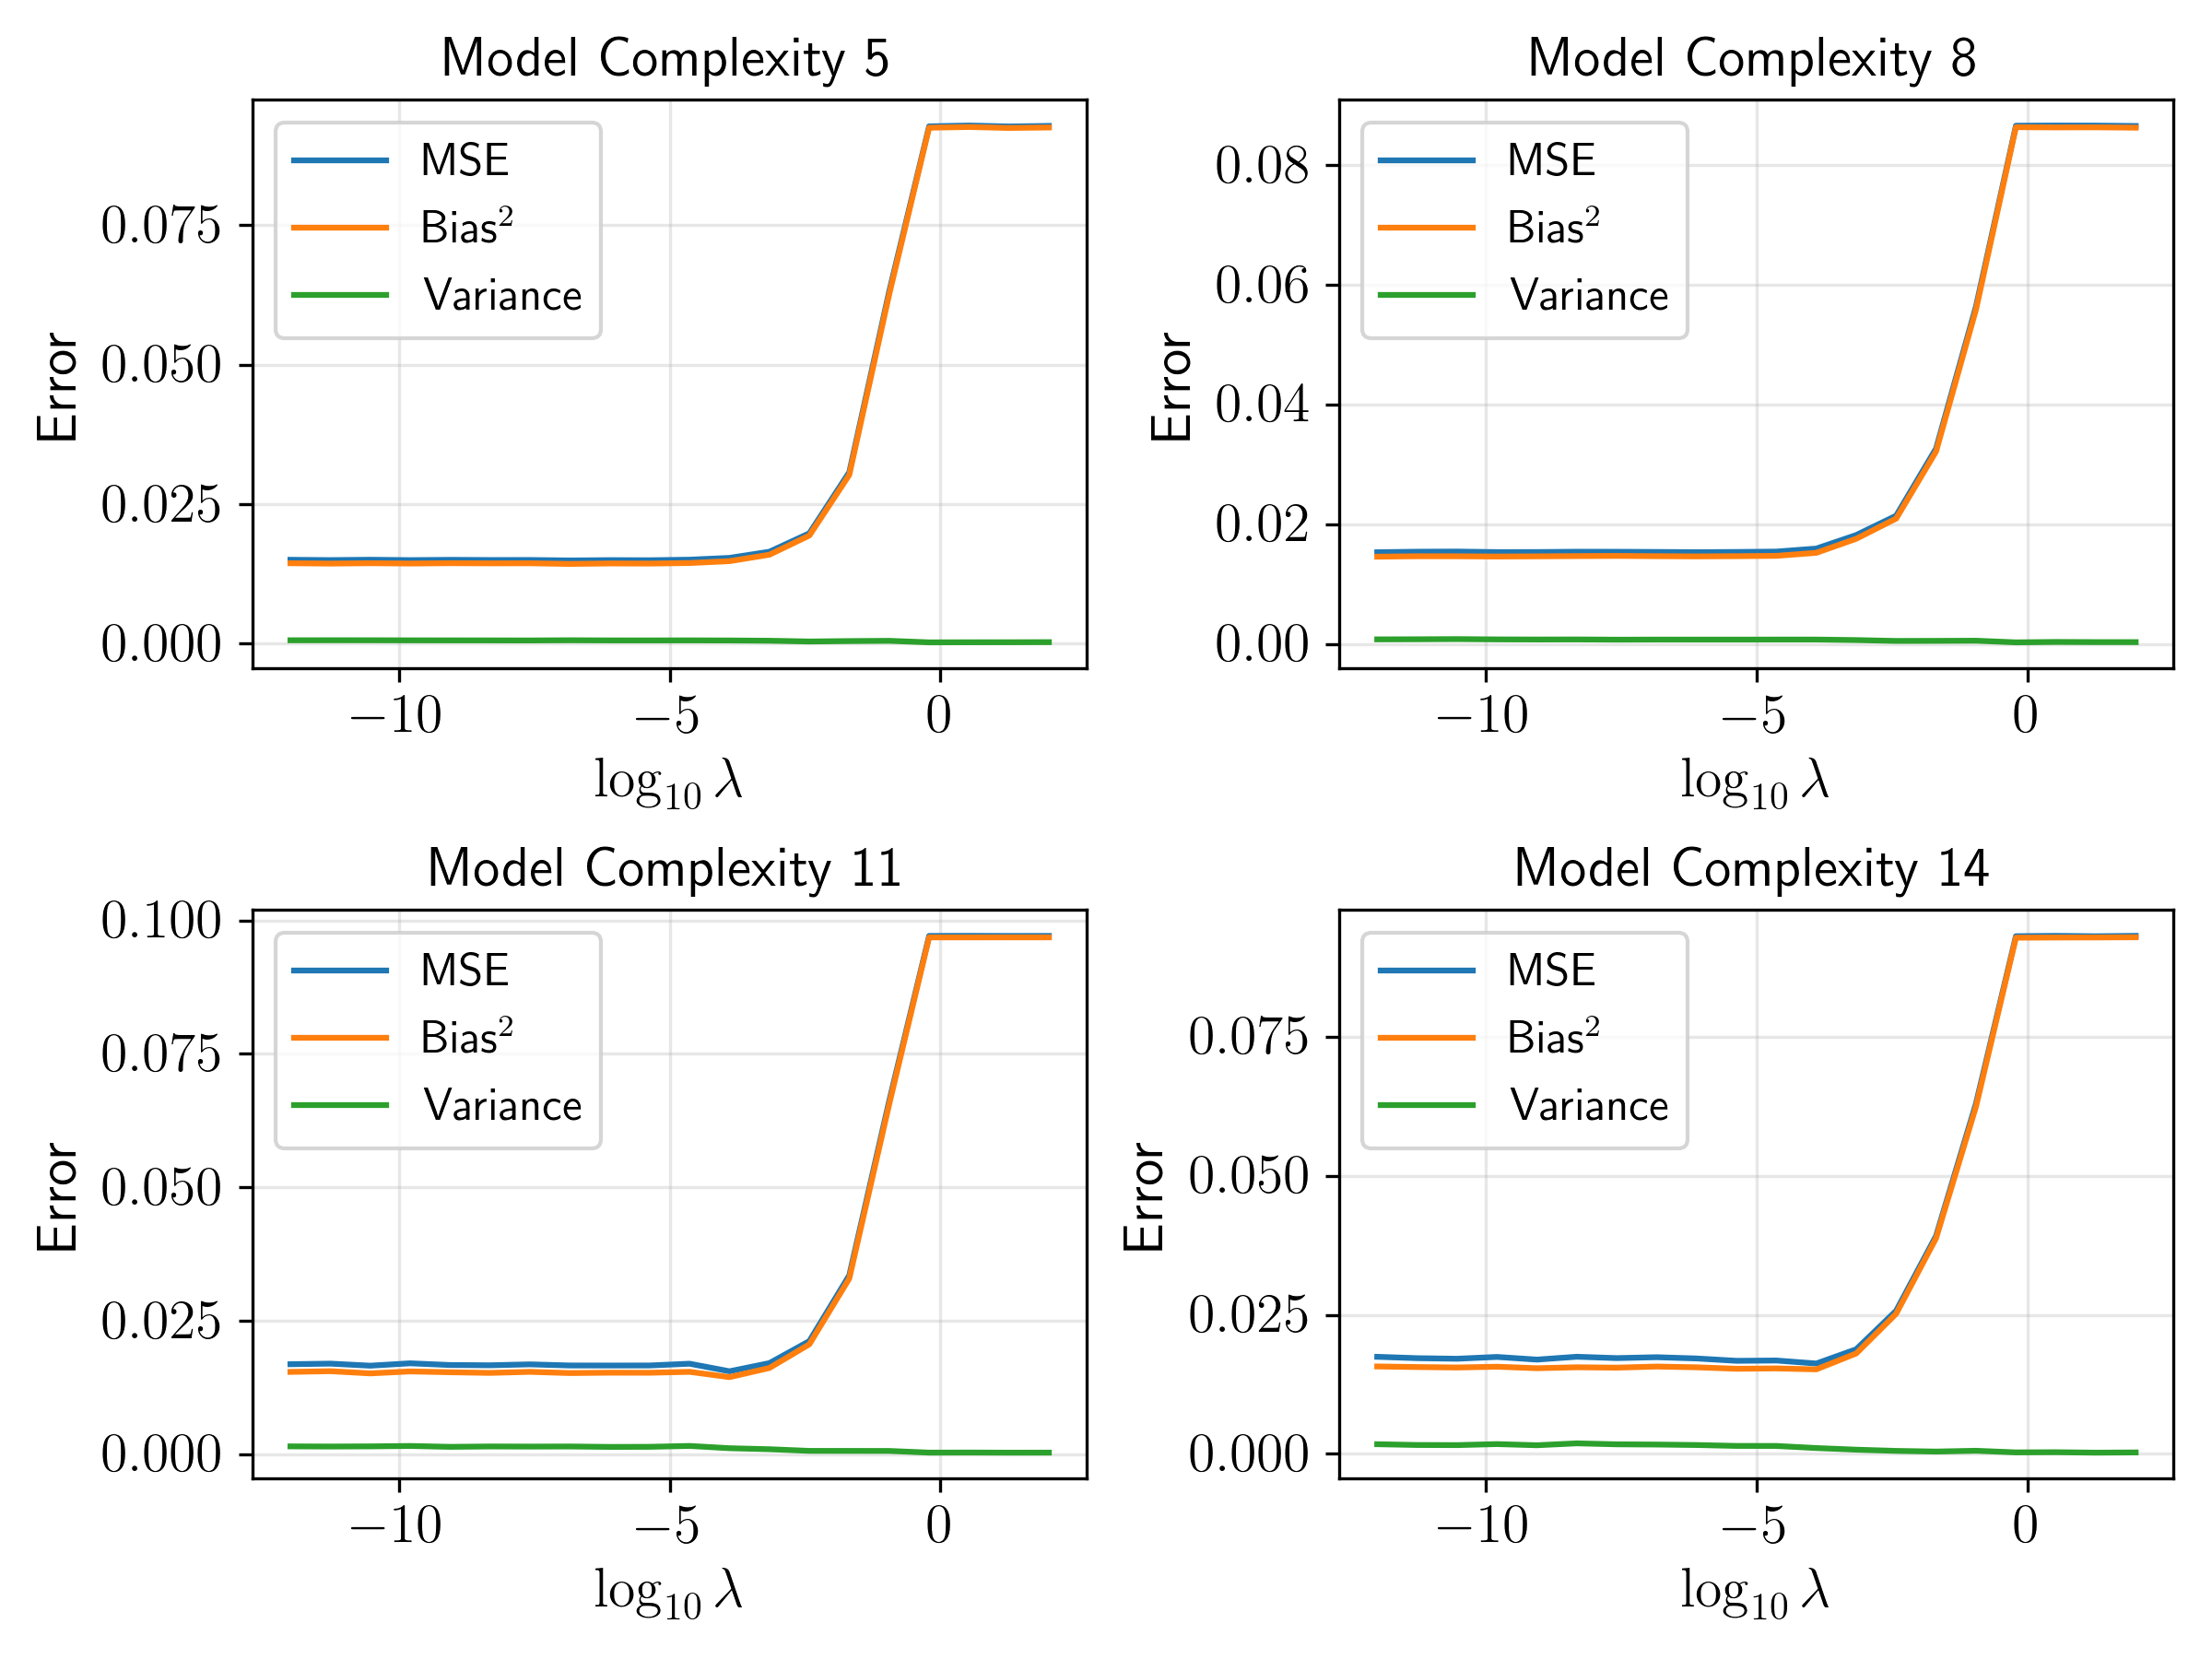 Model Complexity 5
MSE
Bias²
Variance
Error
0.075
0.050
0.025
0.000
−10
−5
0
log₁₀ λ
Model Complexity 8
MSE
Bias²
Variance
Error
0.08
0.06
0.04
0.02
0.00
−10
−5
0
log₁₀ λ
Model Complexity 11
MSE
Bias²
Variance
Error
0.100
0.075
0.050
0.025
0.000
−10
−5
0
log₁₀ λ
Model Complexity 14
MSE
Bias²
Variance
Error
0.075
0.050
0.025
0.000
−10
−5
0
log₁₀ λ